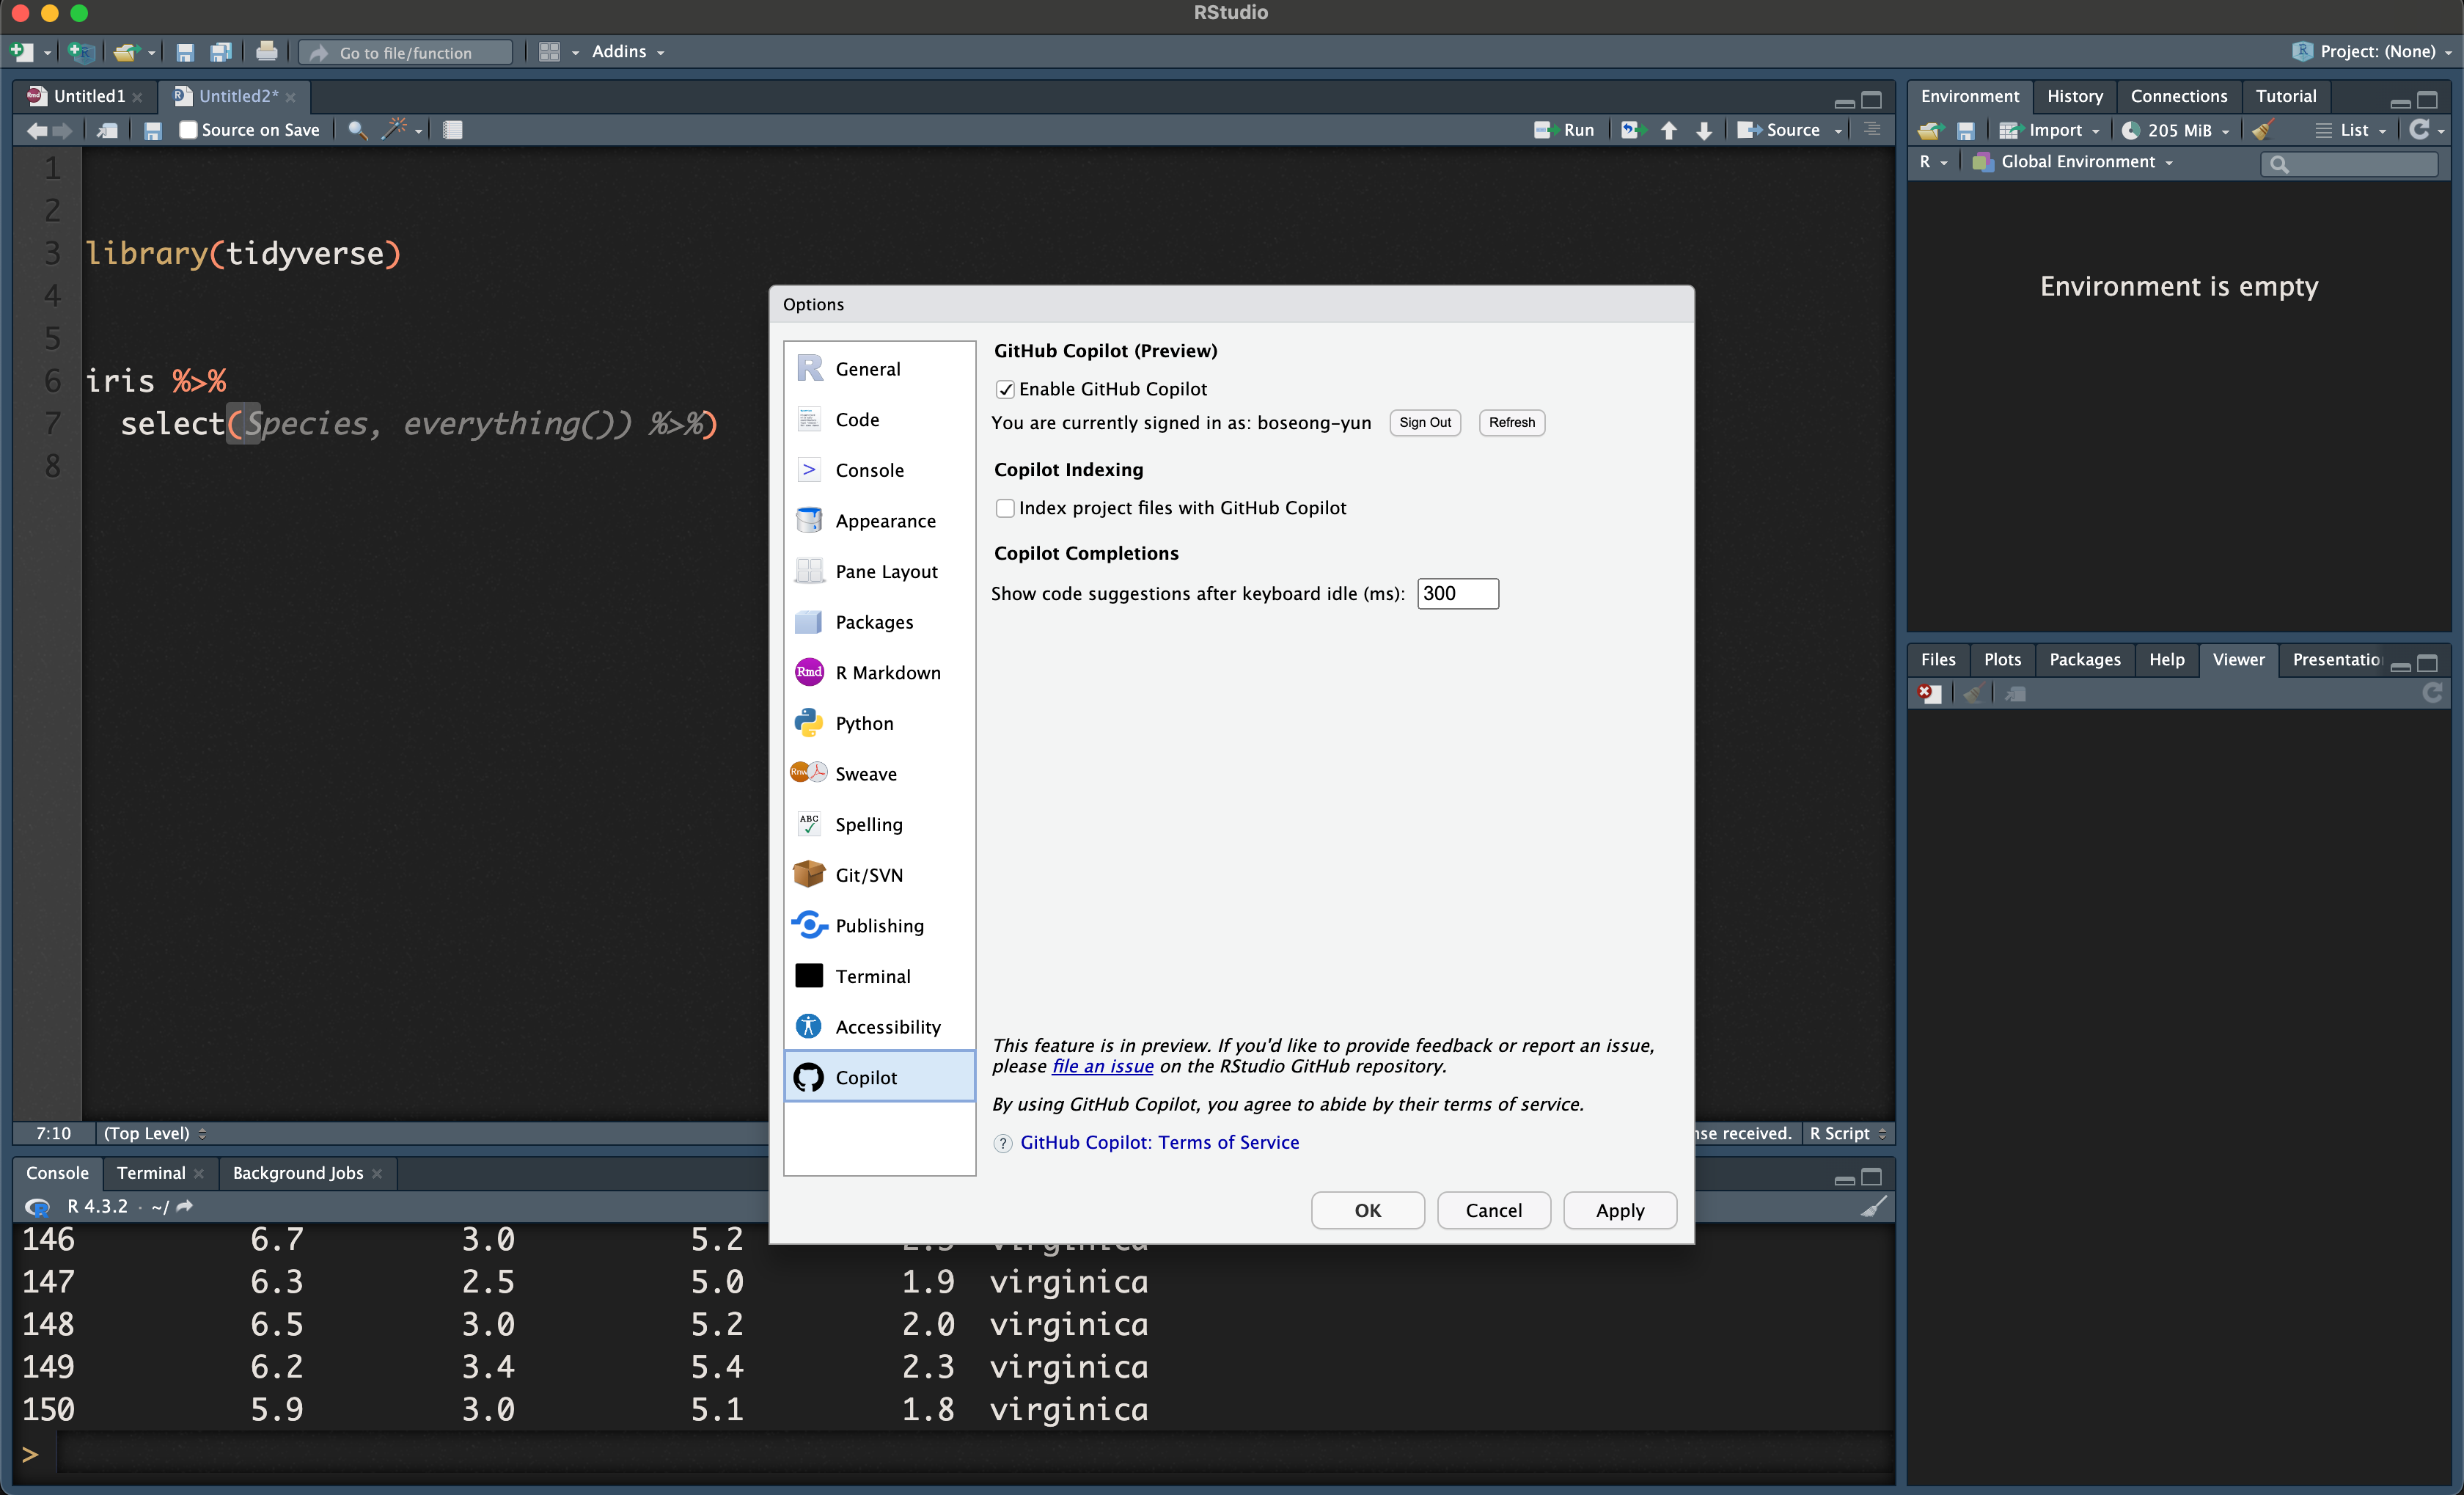 RStudio
Go to file/function
Addins
Project: (None)
Untitled1
Untitled2*
Source on Save
Run
Source
1
2
3 library(tidyverse)
4
5
6 iris %>%
7 select(Species, everything()) %>%)
8
7:10 (Top Level)
nse received.
R Script
Console Terminal Background Jobs
R 4.3.2 · ~/
146 6.7 3.0 5.2
147 6.3 2.5 5.0 1.9 virginica
148 6.5 3.0 5.2 2.0 virginica
149 6.2 3.4 5.4 2.3 virginica
150 5.9 3.0 5.1 1.8 virginica
>
Options
General
Code
Console
Appearance
Pane Layout
Packages
Rmd R Markdown
Python
Rnw Sweave
ABC Spelling
Git/SVN
Publishing
Terminal
Accessibility
Copilot
GitHub Copilot (Preview)
Enable GitHub Copilot
You are currently signed in as: boseong-yun Sign Out Refresh
Copilot Indexing
Index project files with GitHub Copilot
Copilot Completions
Show code suggestions after keyboard idle (ms): 300
This feature is in preview. If you'd like to provide feedback or report an issue,
please file an issue on the RStudio GitHub repository.
By using GitHub Copilot, you agree to abide by their terms of service.
? GitHub Copilot: Terms of Service
OK Cancel Apply
Environment History Connections Tutorial
Import 205 MiB List
R Global Environment
Environment is empty
Files Plots Packages Help Viewer Presentatio